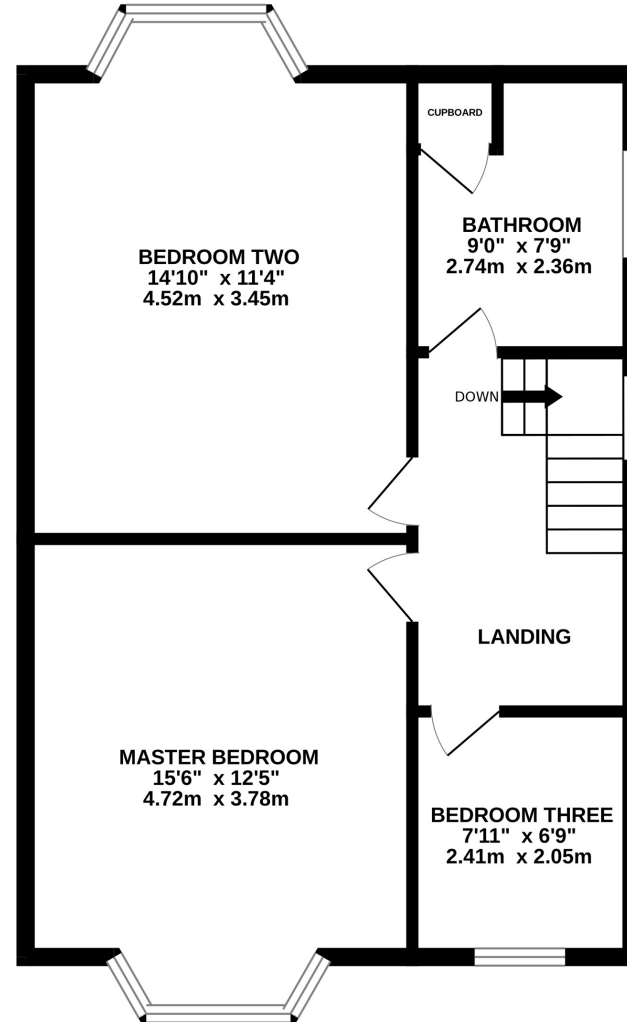 CUPBOARD
BATHROOM
9'0" x 7'9"
2.74m x 2.36m
BEDROOM TWO
14'10" x 11'4"
4.52m x 3.45m
DOWN
LANDING
MASTER BEDROOM
15'6" x 12'5"
4.72m x 3.78m
BEDROOM THREE
7'11" x 6'9"
2.41m x 2.05m